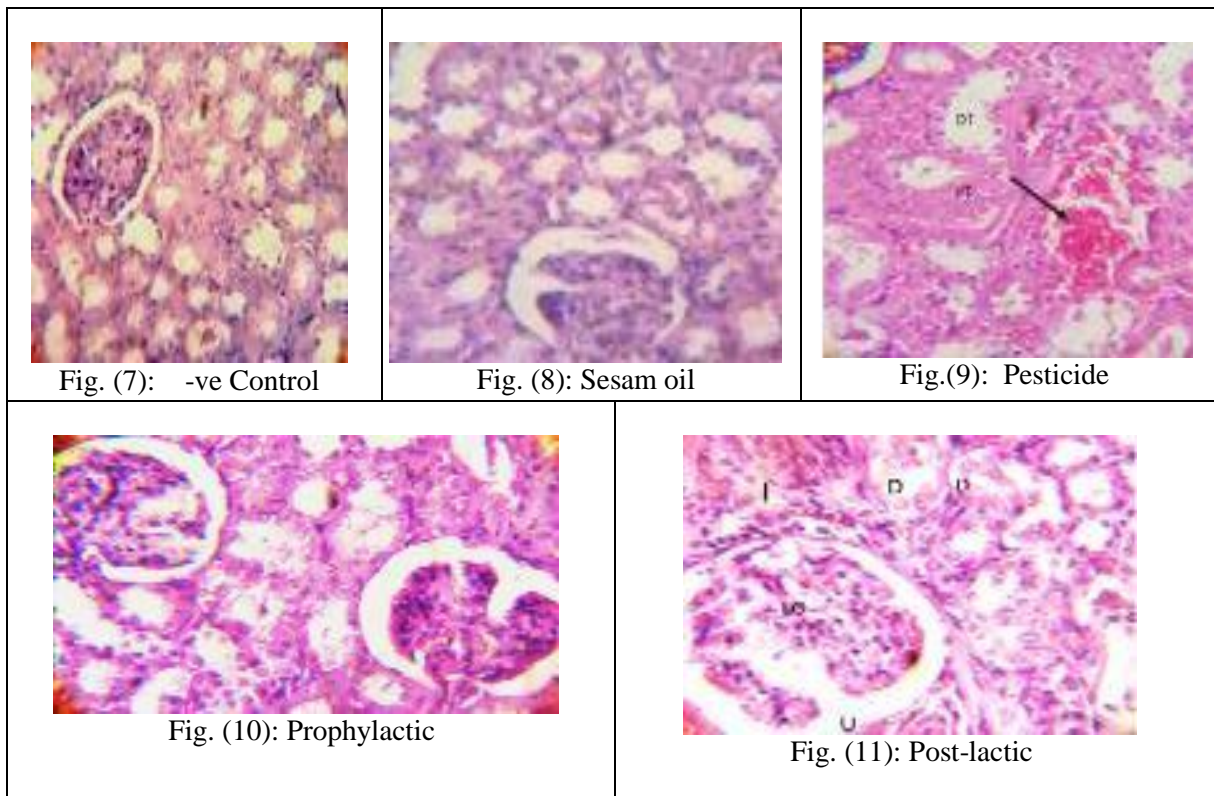 Fig. (7): -ve Control
Fig. (8): Sesam oil
Fig.(9): Pesticide
Fig. (10): Prophylactic
I
D
U
Fig. (11): Post-lactic